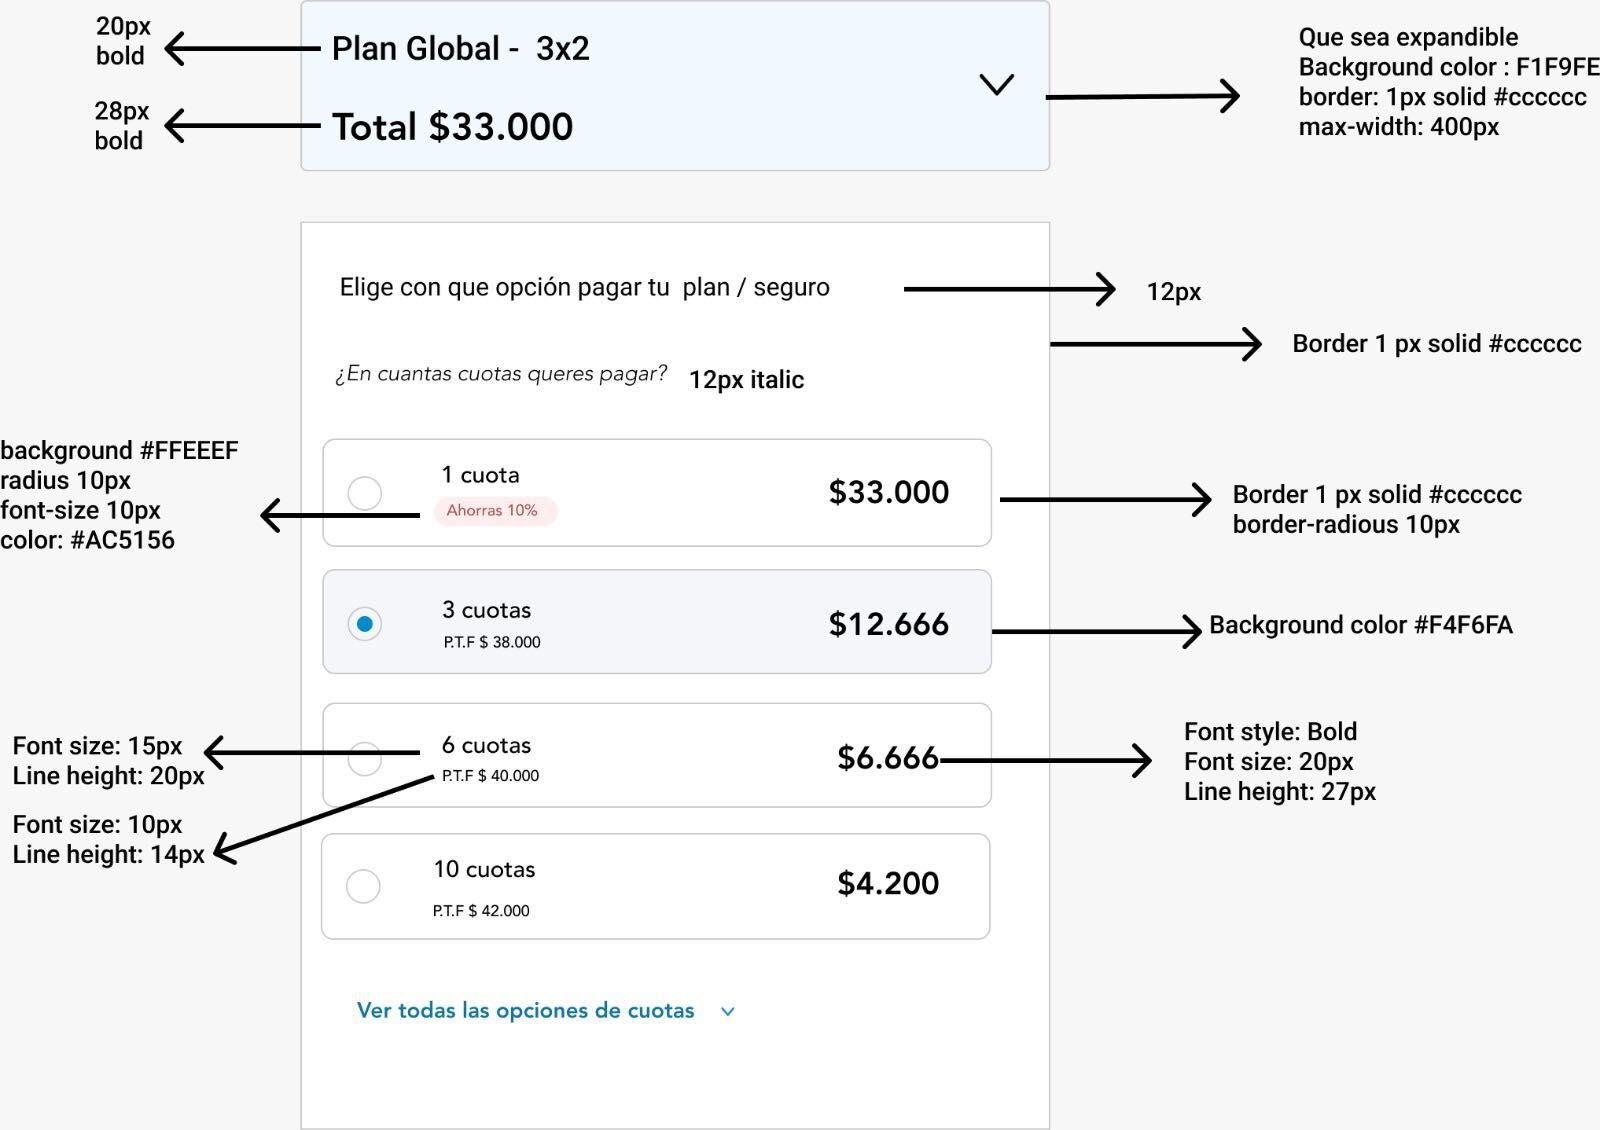 20px
bold
Plan Global - 3x2
Que sea expandible
Background color : F1F9FE
border: 1px solid #cccccc
max-width: 400px
28px
bold
Total $33.000
Elige con que opción pagar tu plan / seguro
12px
Border 1 px solid #cccccc
¿En cuantas cuotas queres pagar?
12px italic
background #FFEEEF
radius 10px
font-size 10px
color: #AC5156
1 cuota
Ahorras 10%
$33.000
Border 1 px solid #cccccc
border-radious 10px
3 cuotas
P.T.F $ 38.000
$12.666
Background color #F4F6FA
Font size: 15px
Line height: 20px
6 cuotas
P.T.F $ 40.000
$6.666
Font style: Bold
Font size: 20px
Line height: 27px
Font size: 10px
Line height: 14px
10 cuotas
P.T.F $ 42.000
$4.200
Ver todas las opciones de cuotas